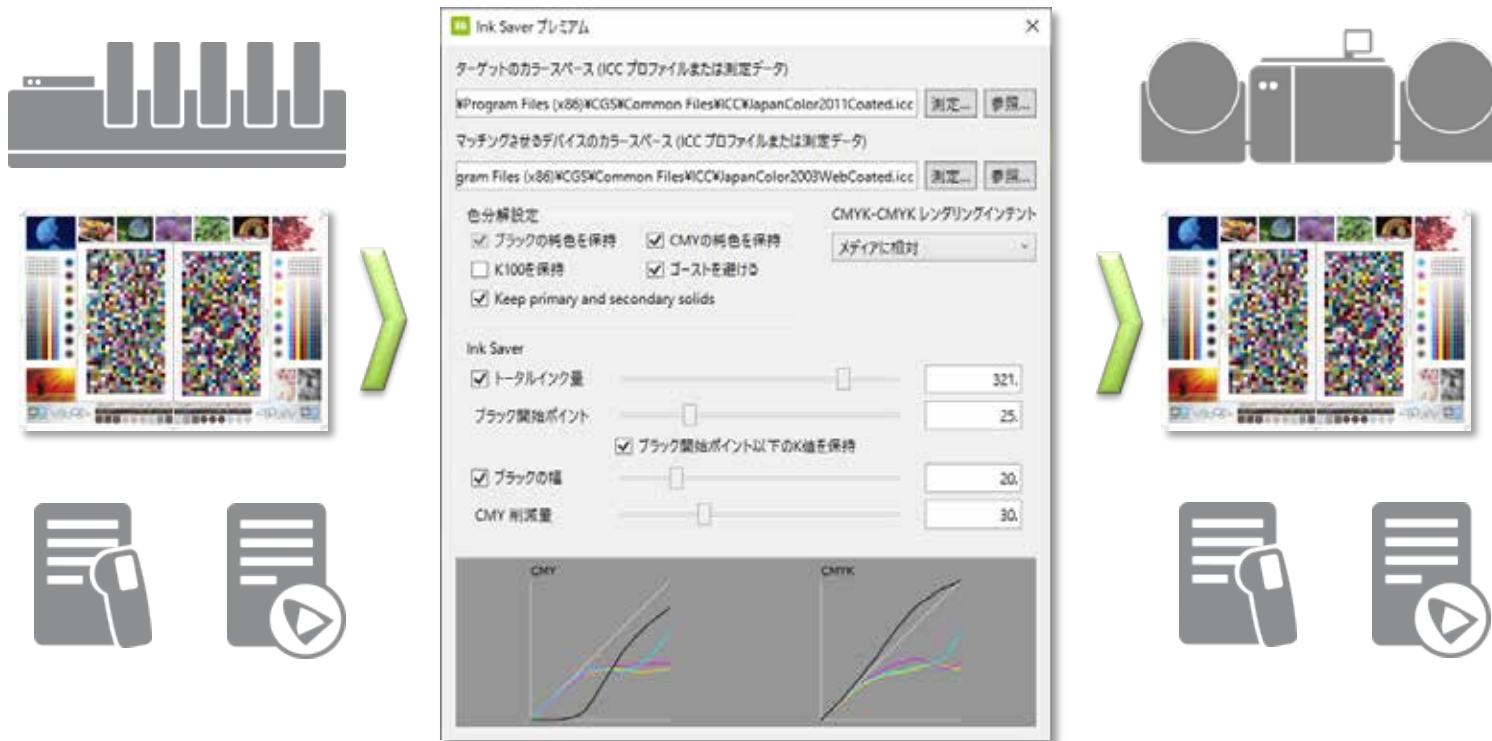 Ink Saver プレミアム
ターゲットのカラースペース (ICC プロファイルまたは測定データ)
¥Program Files (x86)¥CGS¥Common Files¥ICC¥JapanColor2011Coated.icc 測定... 参照...
マッチングさせるデバイスのカラースペース (ICC プロファイルまたは測定データ)
gram Files (x86)¥CGS¥Common Files¥ICC¥JapanColor2003WebCoated.icc 測定... 参照...
色分解設定 CMYK-CMYK レンダリングインテント
ブラックの純色を保持 CMYの純色を保持 メディアに相対
K100を保持 ゴーストを避ける
Keep primary and secondary solids
Ink Saver
トータルインク量 321.
ブラック開始ポイント 25.
ブラック開始ポイント以下のK値を保持
ブラックの幅 20.
CMY 削減量 30.
CMY CMYK